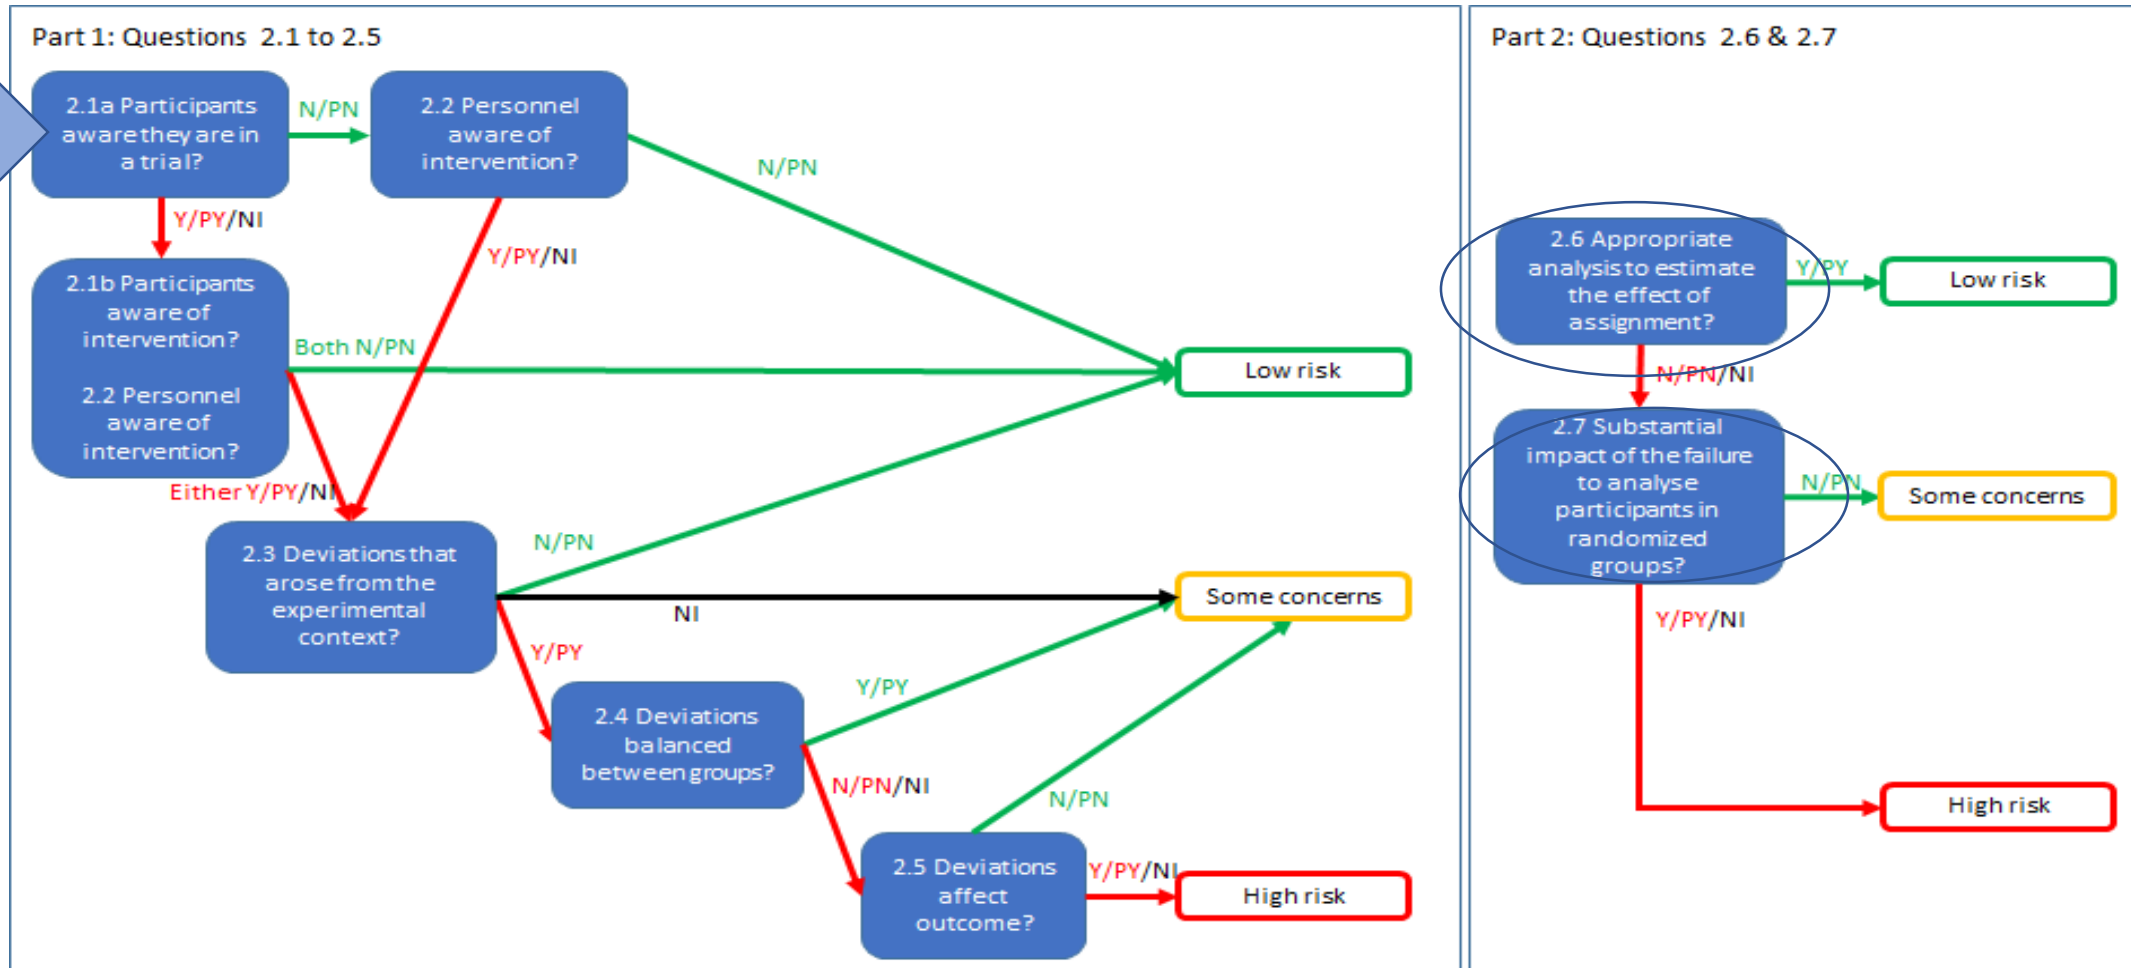 Part 1: Questions 2.1 to 2.5
2.1a Participants
aware they are in
a trial?
N/PN
2.2 Personnel
aware of
intervention?
N/PN
Y/PY/NI
Y/PY/NI
2.1b Participants
aware of
intervention?
2.2 Personnel
aware of
intervention?
Both N/PN
Low risk
Either Y/PY/NI
2.3 Deviations that
arose from the
experimental
context?
N/PN
NI
Some concerns
Y/PY
2.4 Deviations
balanced
between groups?
Y/PY
N/PN/NI
N/PN
2.5 Deviations
affect
outcome?
Y/PY/NI
High risk
Part 2: Questions 2.6 & 2.7
2.6 Appropriate
analysis to estimate
the effect of
assignment?
Y/PY
Low risk
N/PN/NI
2.7 Substantial
impact of the failure
to analyse
participants in
randomized
groups?
N/PN
Some concerns
Y/PY/NI
High risk